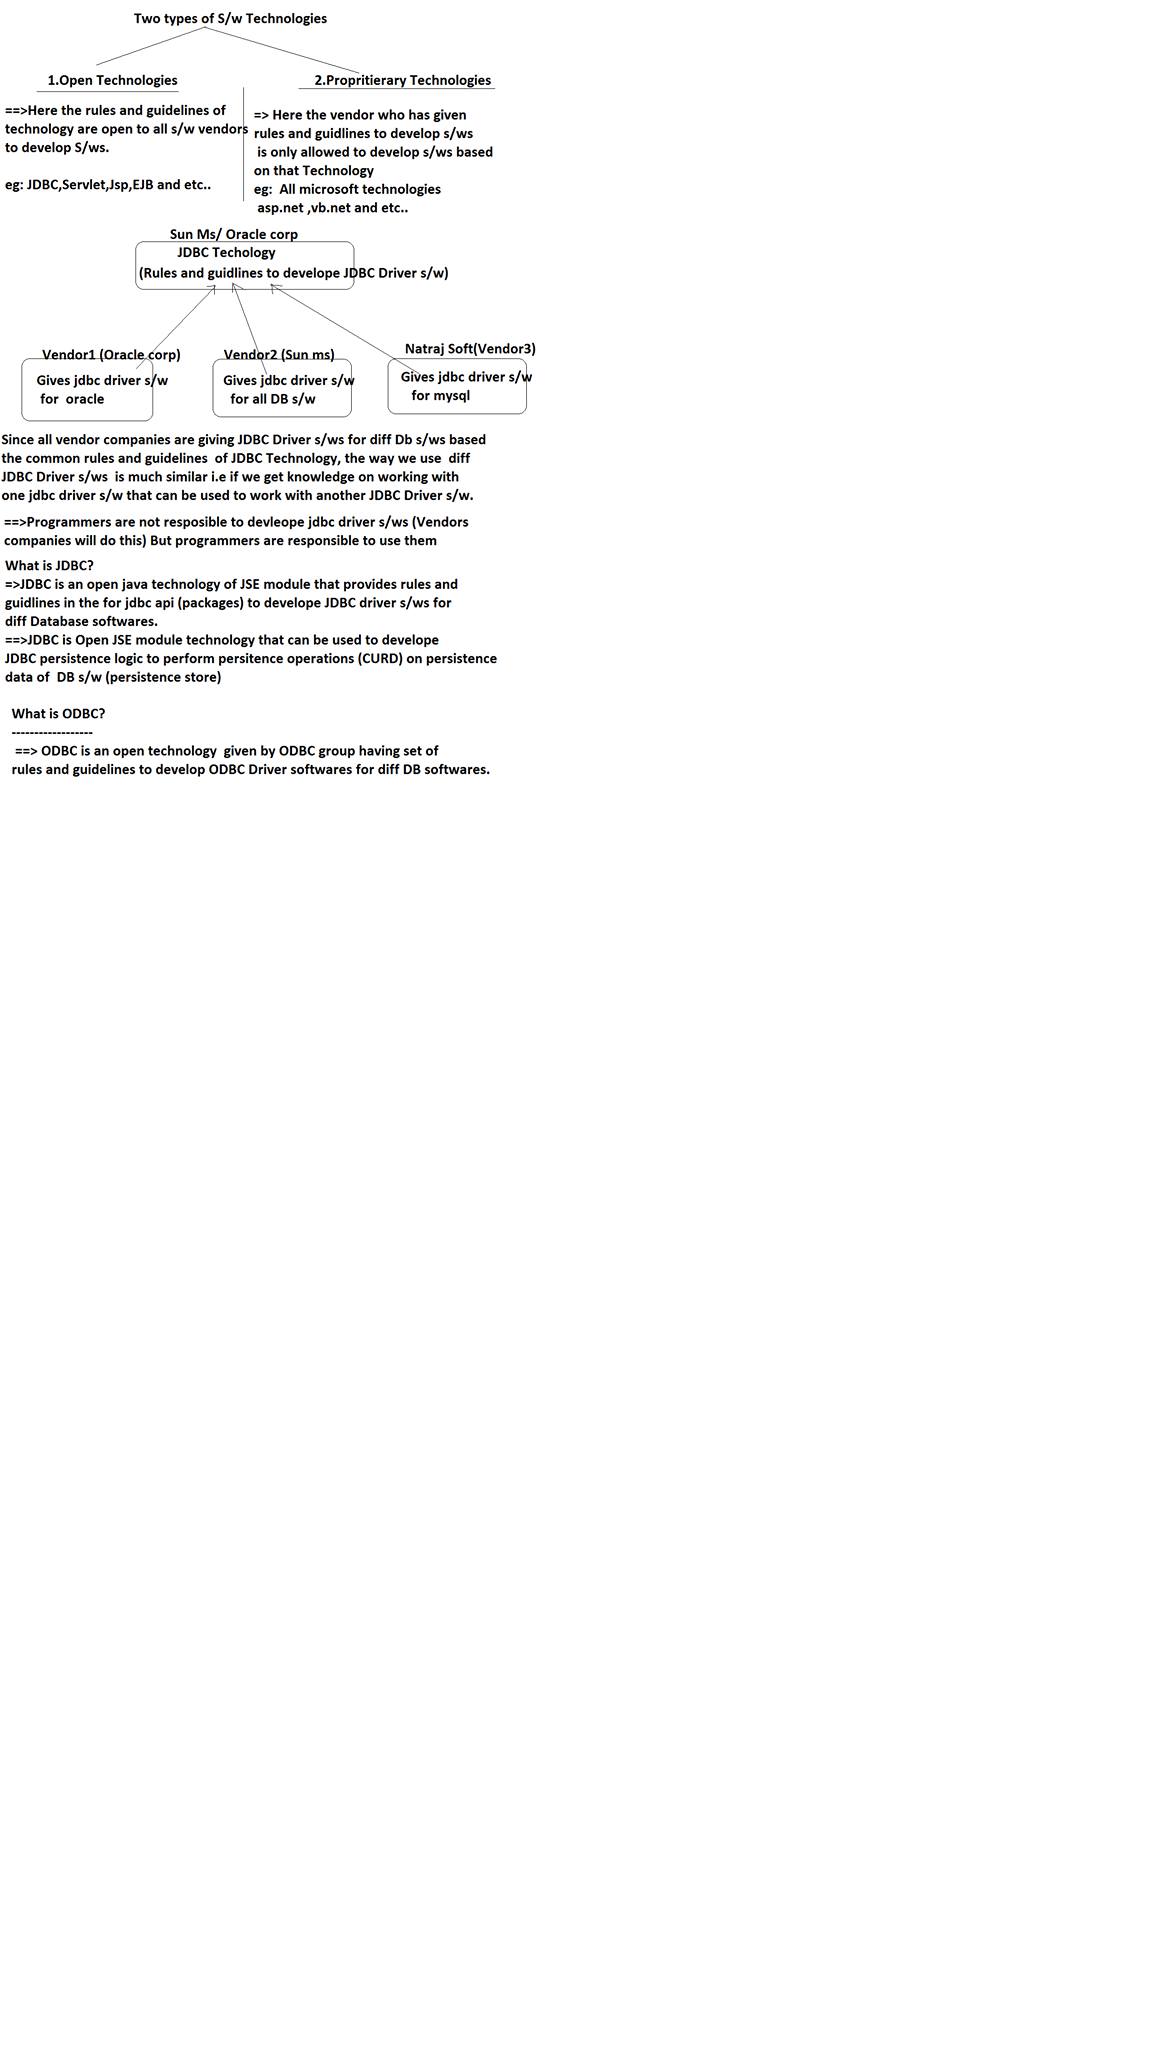 Two types of S/w Technologies
1.Open Technologies
==>Here the rules and guidelines of
technology are open to all s/w vendors
to develop S/ws.
eg: JDBC,Servlet,Jsp,EJB and etc..
2.Propritierary Technologies
=> Here the vendor who has given
rules and guidlines to develop s/ws
is only allowed to develop s/ws based
on that Technology
eg:  All microsoft technologies
asp.net ,vb.net and etc..
Sun Ms/ Oracle corp
JDBC Techology
(Rules and guidlines to develope JDBC Driver s/w)
Vendor1 (Oracle corp)
Gives jdbc driver s/w
for  oracle
Vendor2 (Sun ms)
Gives jdbc driver s/w
for all DB s/w
Natraj Soft(Vendor3)
Gives jdbc driver s/w
for mysql
Since all vendor companies are giving JDBC Driver s/ws for diff Db s/ws based
the common rules and guidelines  of JDBC Technology, the way we use  diff
JDBC Driver s/ws  is much similar i.e if we get knowledge on working with
one jdbc driver s/w that can be used to work with another JDBC Driver s/w.
==>Programmers are not resposible to devleope jdbc driver s/ws (Vendors
companies will do this) But programmers are responsible to use them
What is JDBC?
=>JDBC is an open java technology of JSE module that provides rules and
guidlines in the for jdbc api (packages) to develope JDBC driver s/ws for
diff Database softwares.
==>JDBC is Open JSE module technology that can be used to develope
JDBC persistence logic to perform persitence operations (CURD) on persistence
data of  DB s/w (persistence store)
What is ODBC?
------------------
==> ODBC is an open technology  given by ODBC group having set of
rules and guidelines to develop ODBC Driver softwares for diff DB softwares.